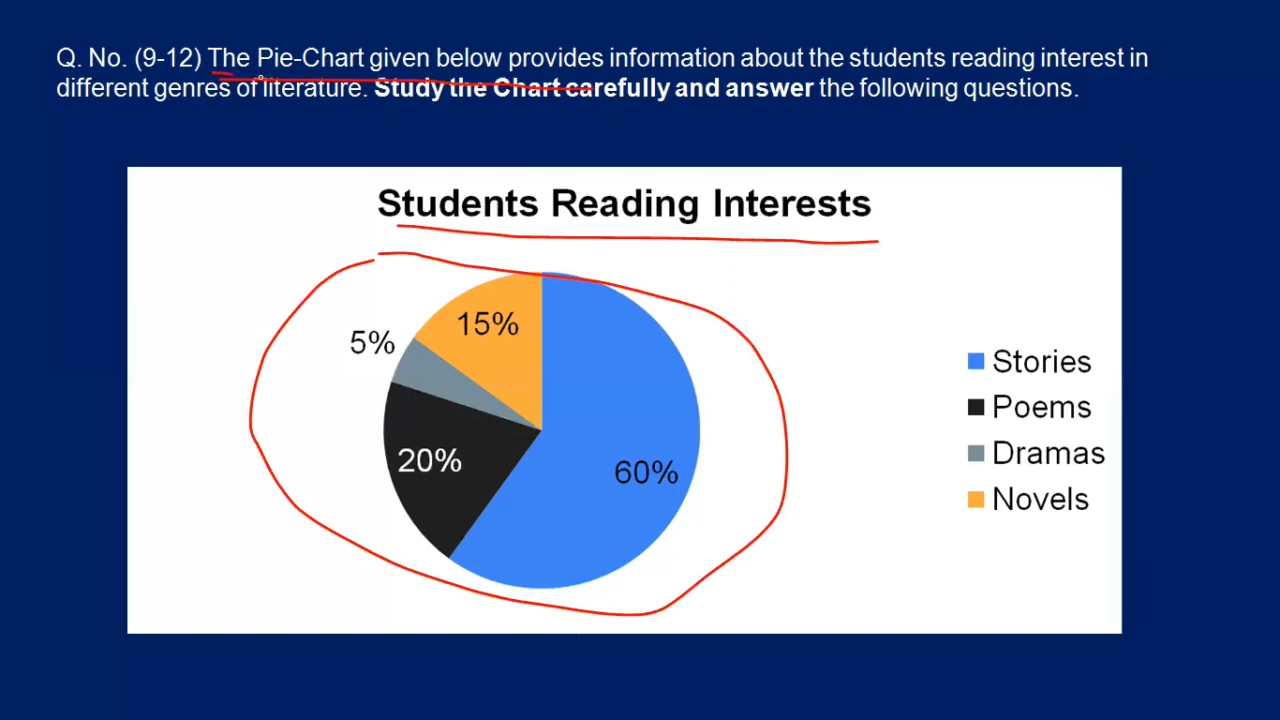 Q. No. (9-12) The Pie-Chart given below provides information about the students reading interest in
different genres of literature. Study the Chart carefully and answer the following questions.
Students Reading Interests
15%
5%
20%
60%
Stories
Poems
Dramas
Novels